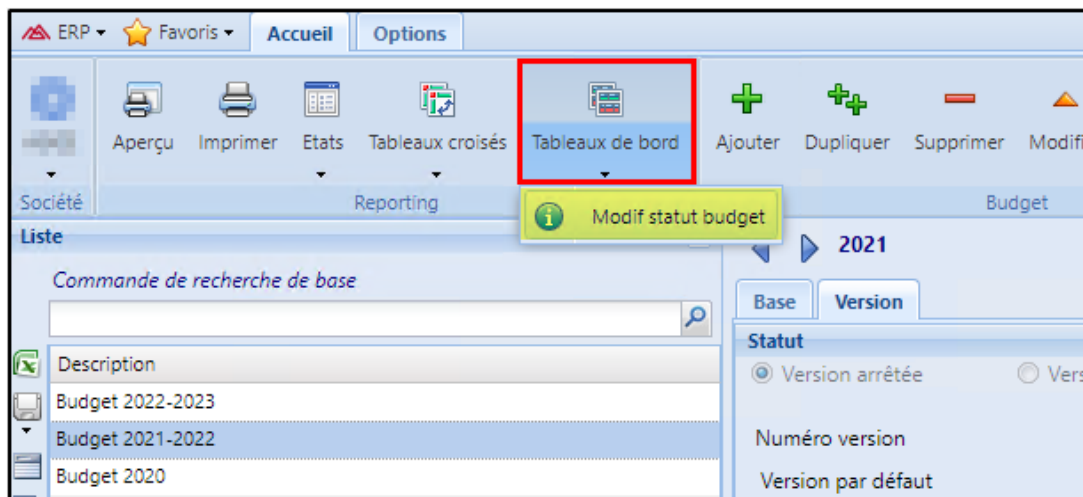 ERP Favoris Accueil Options
Aperçu Imprimer Etats Tableaux croisés Tableaux de bord Ajouter Dupliquer Supprimer Modifi
Société Reporting Budget
Modif statut budget
Liste
2021
Commande de recherche de base
Base Version
Statut
Description
Version arrêtée Vers
Budget 2022-2023
Budget 2021-2022
Numéro version
Budget 2020
Version par défaut